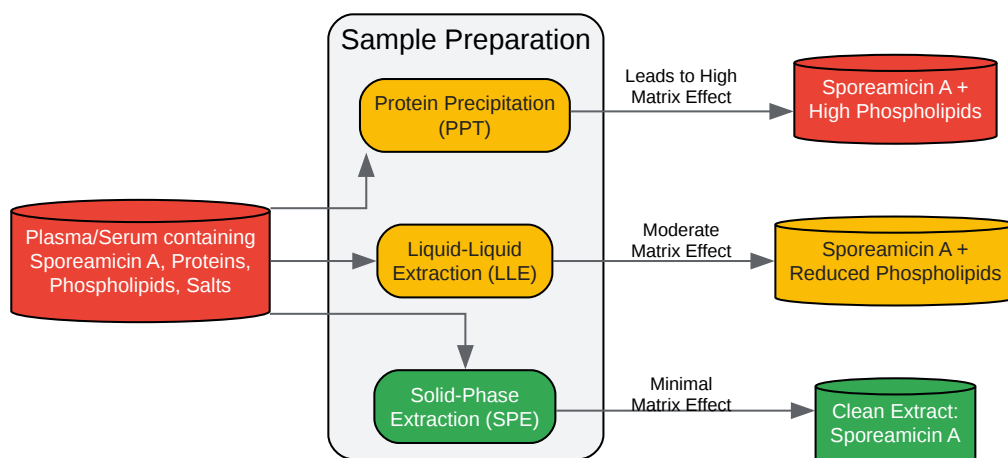 Sample Preparation
Plasma/Serum containing
Sporeamicin A, Proteins,
Phospholipids, Salts
Protein Precipitation
(PPT)
Leads to High
Matrix Effect
Sporeamicin A +
High Phospholipids
Liquid-Liquid
Extraction (LLE)
Moderate
Matrix Effect
Sporeamicin A +
Reduced Phospholipids
Solid-Phase
Extraction (SPE)
Minimal
Matrix Effect
Clean Extract:
Sporeamicin A